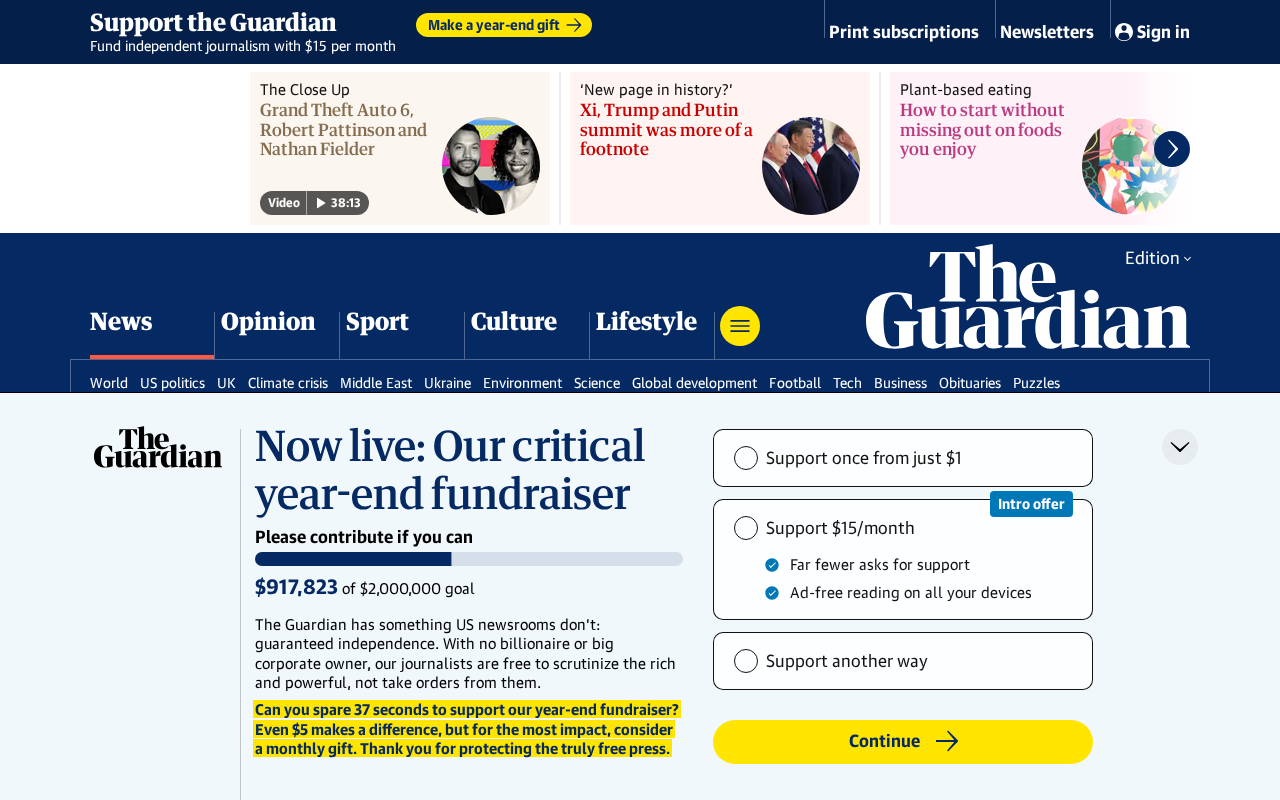 Support the Guardian
Fund independent journalism with $15 per month
Make a year-end gift
Print subscriptions
Newsletters
Sign in
The Close Up
Grand Theft Auto 6,
Robert Pattinson and
Nathan Fielder
Video
38:13
‘New page in history?’
Xi, Trump and Putin
summit was more of a
footnote
Plant-based eating
How to start without
missing out on foods
you enjoy
Edition
The
Guardian
News
Opinion
Sport
Culture
Lifestyle
World
US politics
UK
Climate crisis
Middle East
Ukraine
Environment
Science
Global development
Football
Tech
Business
Obituaries
Puzzles
The
Guardian
Now live: Our critical
year-end fundraiser
Please contribute if you can
$917,823 of $2,000,000 goal
The Guardian has something US newsrooms don’t:
guaranteed independence. With no billionaire or big
corporate owner, our journalists are free to scrutinize the rich
and powerful, not take orders from them.
Can you spare 37 seconds to support our year-end fundraiser?
Even $5 makes a difference, but for the most impact, consider
a monthly gift. Thank you for protecting the truly free press.
Support once from just $1
Intro offer
Support $15/month
Far fewer asks for support
Ad-free reading on all your devices
Support another way
Continue